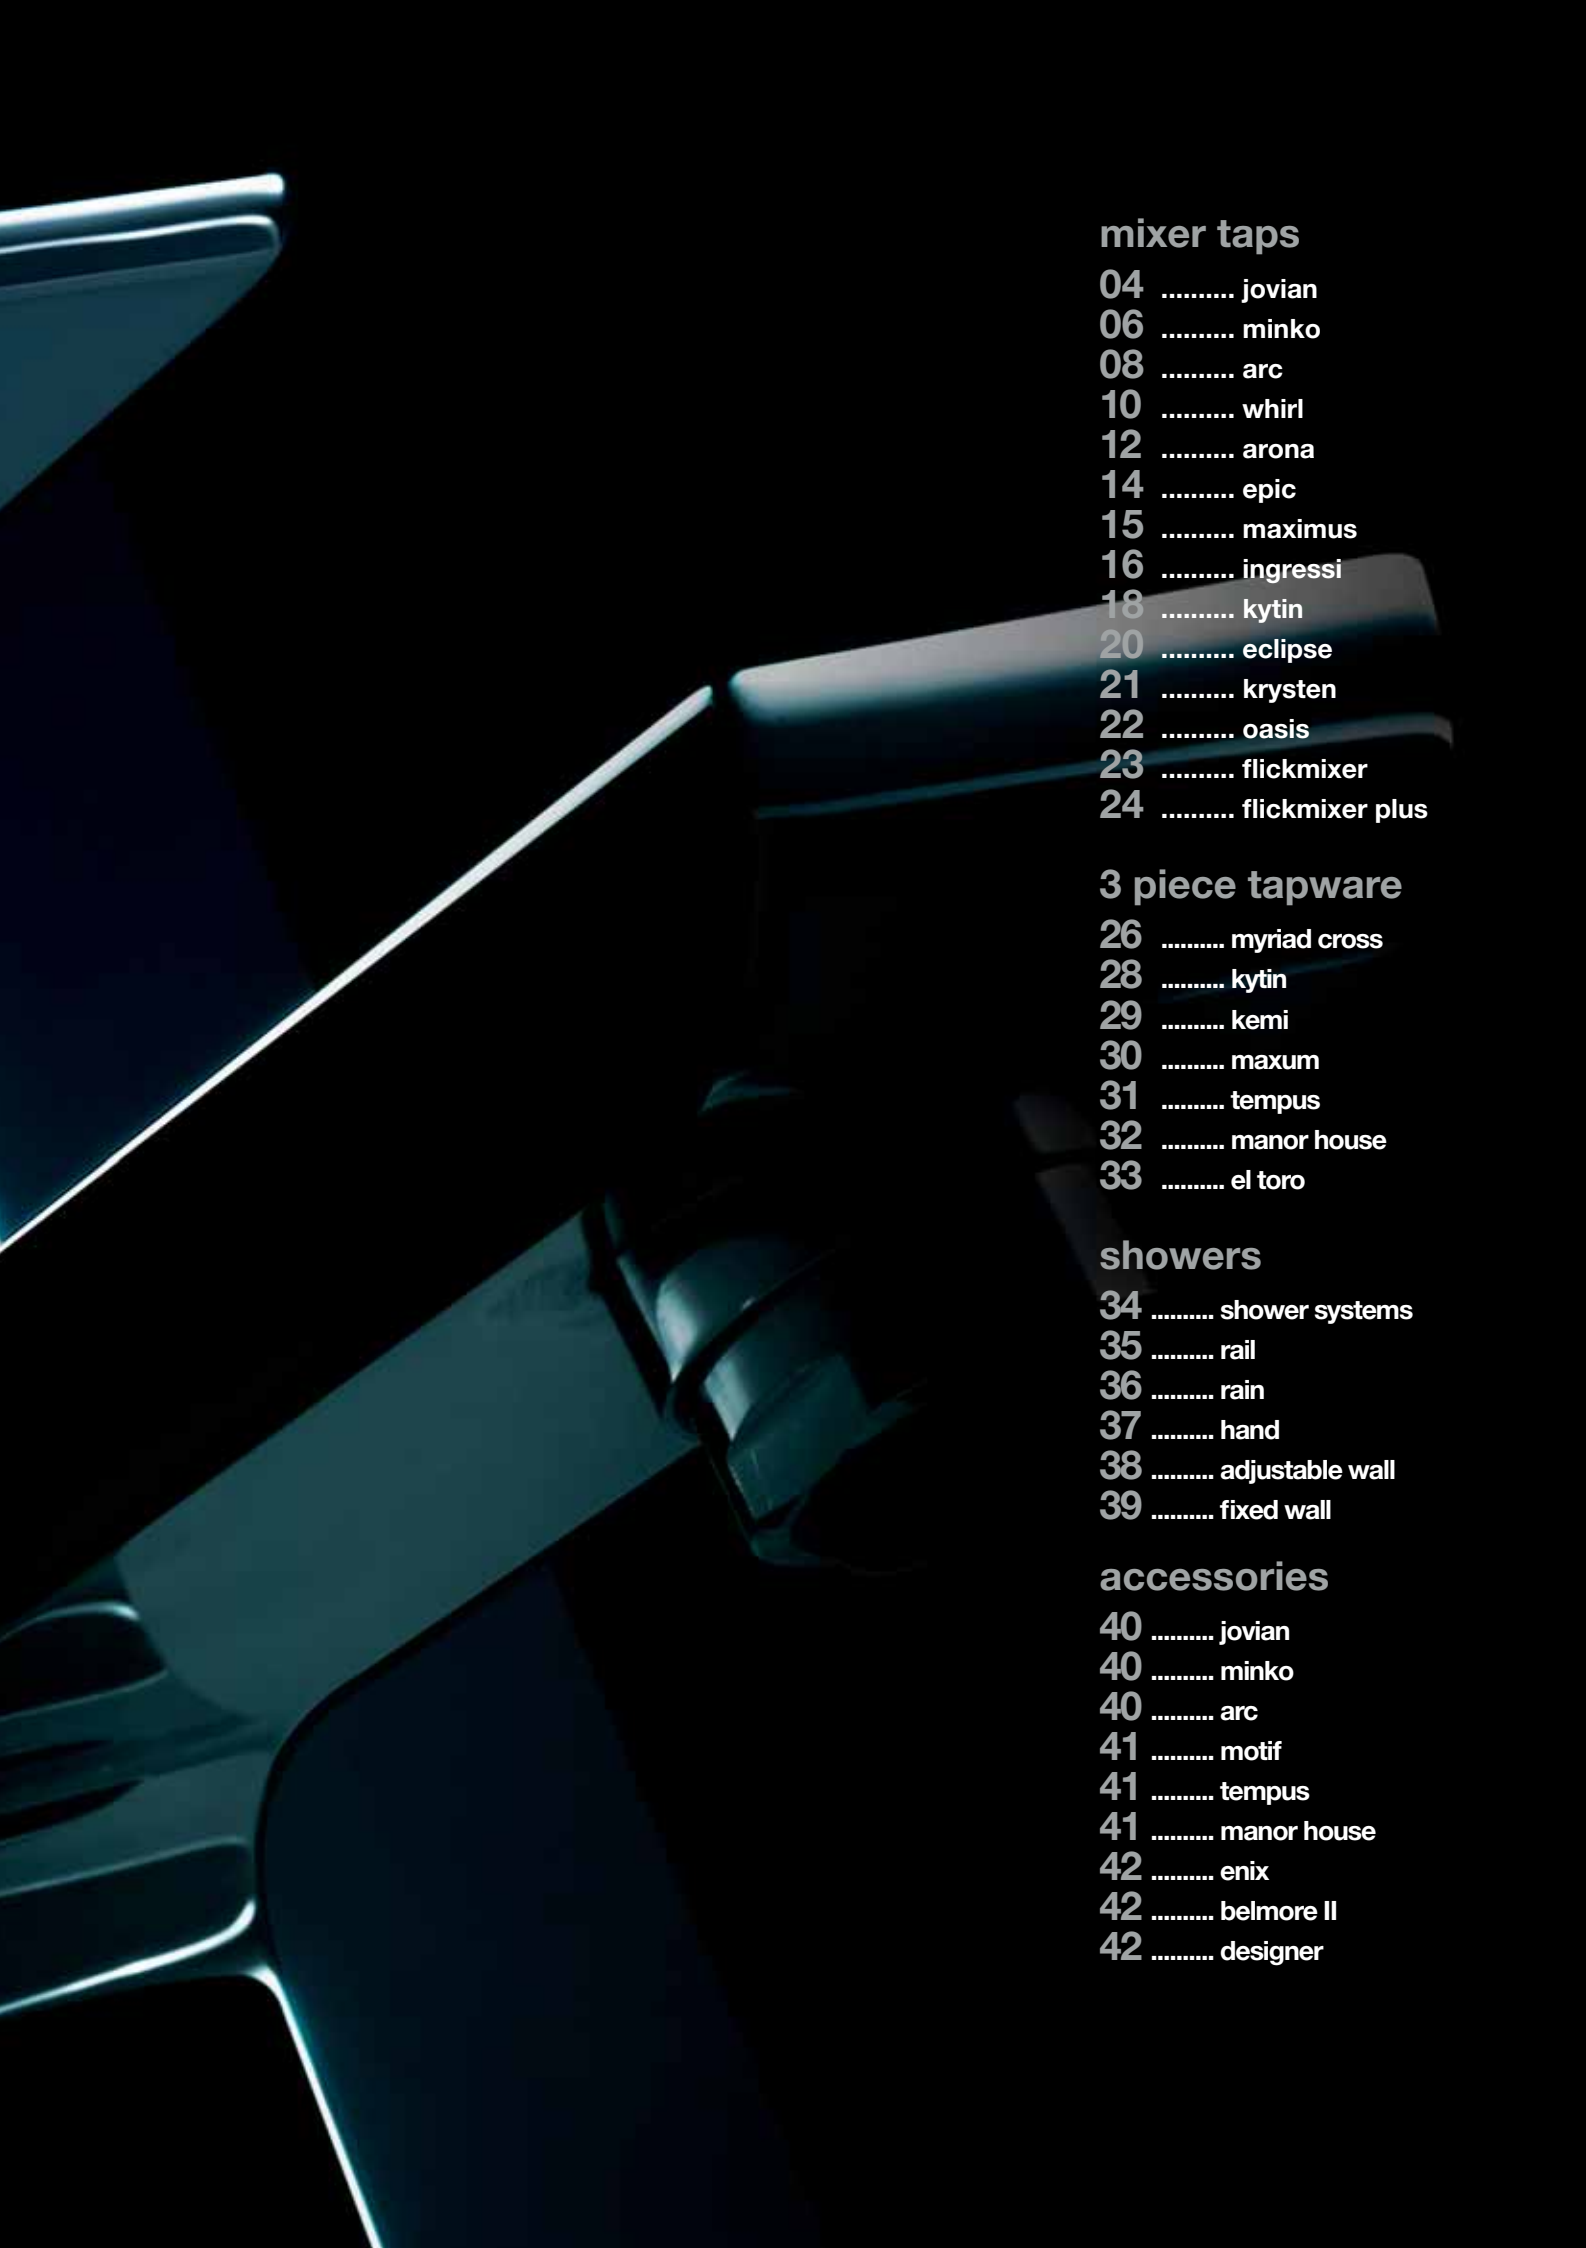 mixer taps
04 .......... jovian
06 .......... minko
08 .......... arc
10 .......... whirl
12 .......... arona
14 .......... epic
15 .......... maximus
16 .......... ingressi
18 .......... kytin
20 .......... eclipse
21 .......... krysten
22 .......... oasis
23 .......... flickmixer
24 .......... flickmixer plus
3 piece tapware
26 .......... myriad cross
28 .......... kytin
29 .......... kemi
30 .......... maxum
31 .......... tempus
32 .......... manor house
33 .......... el toro
showers
34 .......... shower systems
35 .......... rail
36 .......... rain
37 .......... hand
38 .......... adjustable wall
39 .......... fixed wall
accessories
40 .......... jovian
40 .......... minko
40 .......... arc
41 .......... motif
41 .......... tempus
41 .......... manor house
42 .......... enix
42 .......... belmore II
42 .......... designer